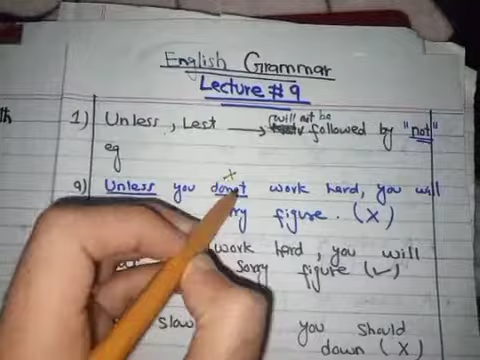 English Grammar
Lecture # 9
1) Unless, Lest → will not be followed by "not"
eg
a) Unless you donot work hard, you will
ry figure. (X)
work hard, you will
sorry figure (✓)
slow you should
down (X)